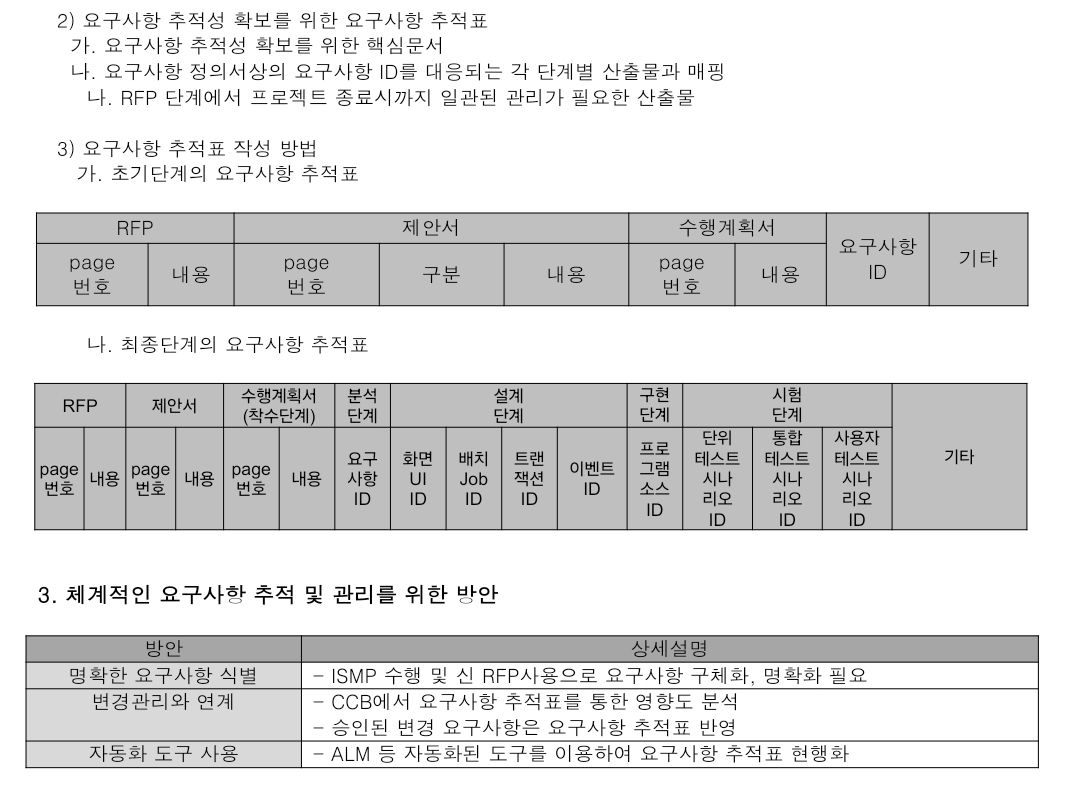 2) 요구사항 추적성 확보를 위한 요구사항 추적표
가. 요구사항 추적성 확보를 위한 핵심문서
나. 요구사항 정의서상의 요구사항 ID를 대응되는 각 단계별 산출물과 매핑
나. RFP 단계에서 프로젝트 종료시까지 일관된 관리가 필요한 산출물
3) 요구사항 추적표 작성 방법
가. 초기단계의 요구사항 추적표
RFP 제안서 수행계획서 요구사항 ID 기타
page 번호 내용 page 번호 구분 내용 page 번호 내용
나. 최종단계의 요구사항 추적표
RFP 제안서 수행계획서 (착수단계) 분석 단계 설계 단계 구현 단계 시험 단계 기타
page 번호 내용 page 번호 내용 page 번호 내용 요구 사항 ID 화면 UI ID 배치 Job ID 트랜 잭션 ID 이벤트 ID 프로 그램 소스 ID 단위 테스트 시나 리오 ID 통합 테스트 시나 리오 ID 사용자 테스트 시나 리오 ID
3. 체계적인 요구사항 추적 및 관리를 위한 방안
방안 상세설명
명확한 요구사항 식별 – ISMP 수행 및 신 RFP사용으로 요구사항 구체화, 명확화 필요
변경관리와 연계 – CCB에서 요구사항 추적표를 통한 영향도 분석
– 승인된 변경 요구사항은 요구사항 추적표 반영
자동화 도구 사용 – ALM 등 자동화된 도구를 이용하여 요구사항 추적표 현행화